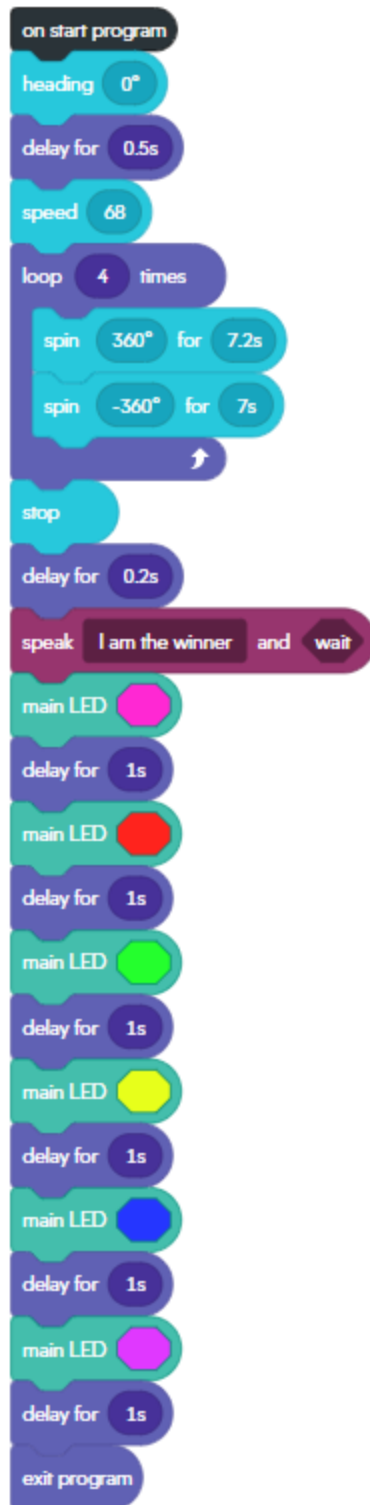 on start program
heading 0°
delay for 0.5s
speed 68
loop 4 times
spin 360° for 7.2s
spin -360° for 7s
stop
delay for 0.2s
speak I am the winner and wait
main LED
delay for 1s
main LED
delay for 1s
main LED
delay for 1s
main LED
delay for 1s
main LED
delay for 1s
main LED
delay for 1s
exit program